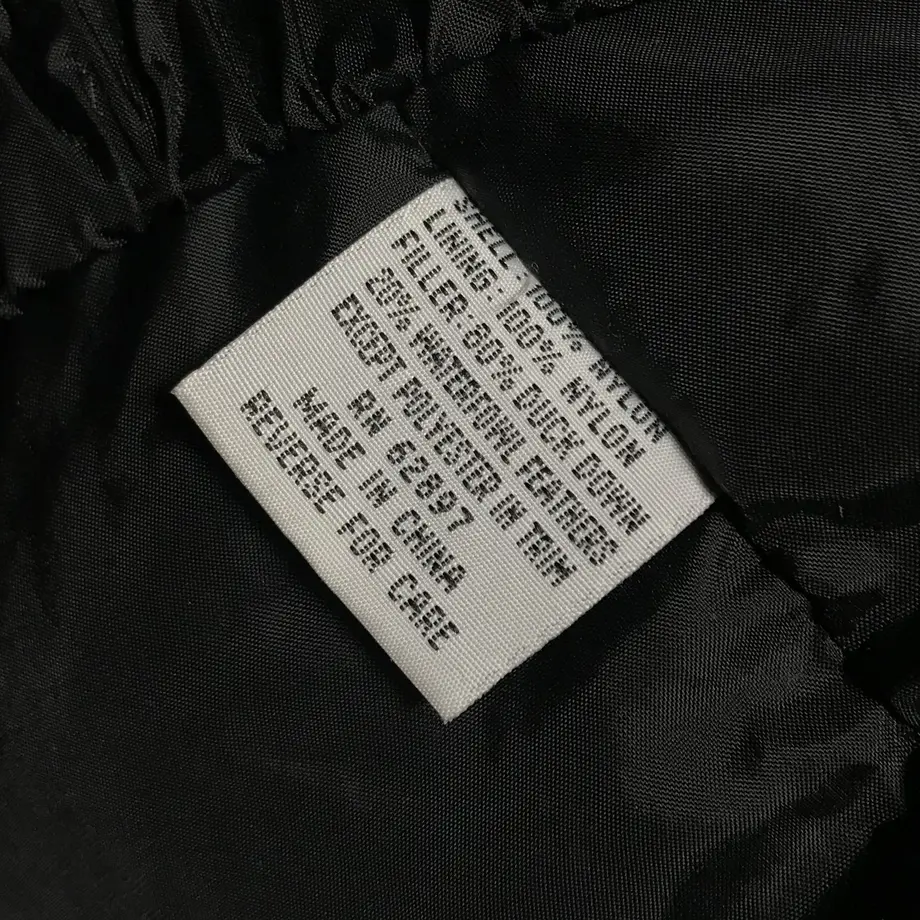 SHELL: 100% NYLON
LINING: 100% NYLON
FILLER: 80% DUCK DOWN
20% WATERFOWL FEATHERS
EXCEPT POLYESTER IN TRIM
RN 62897
MADE IN CHINA
REVERSE FOR CARE